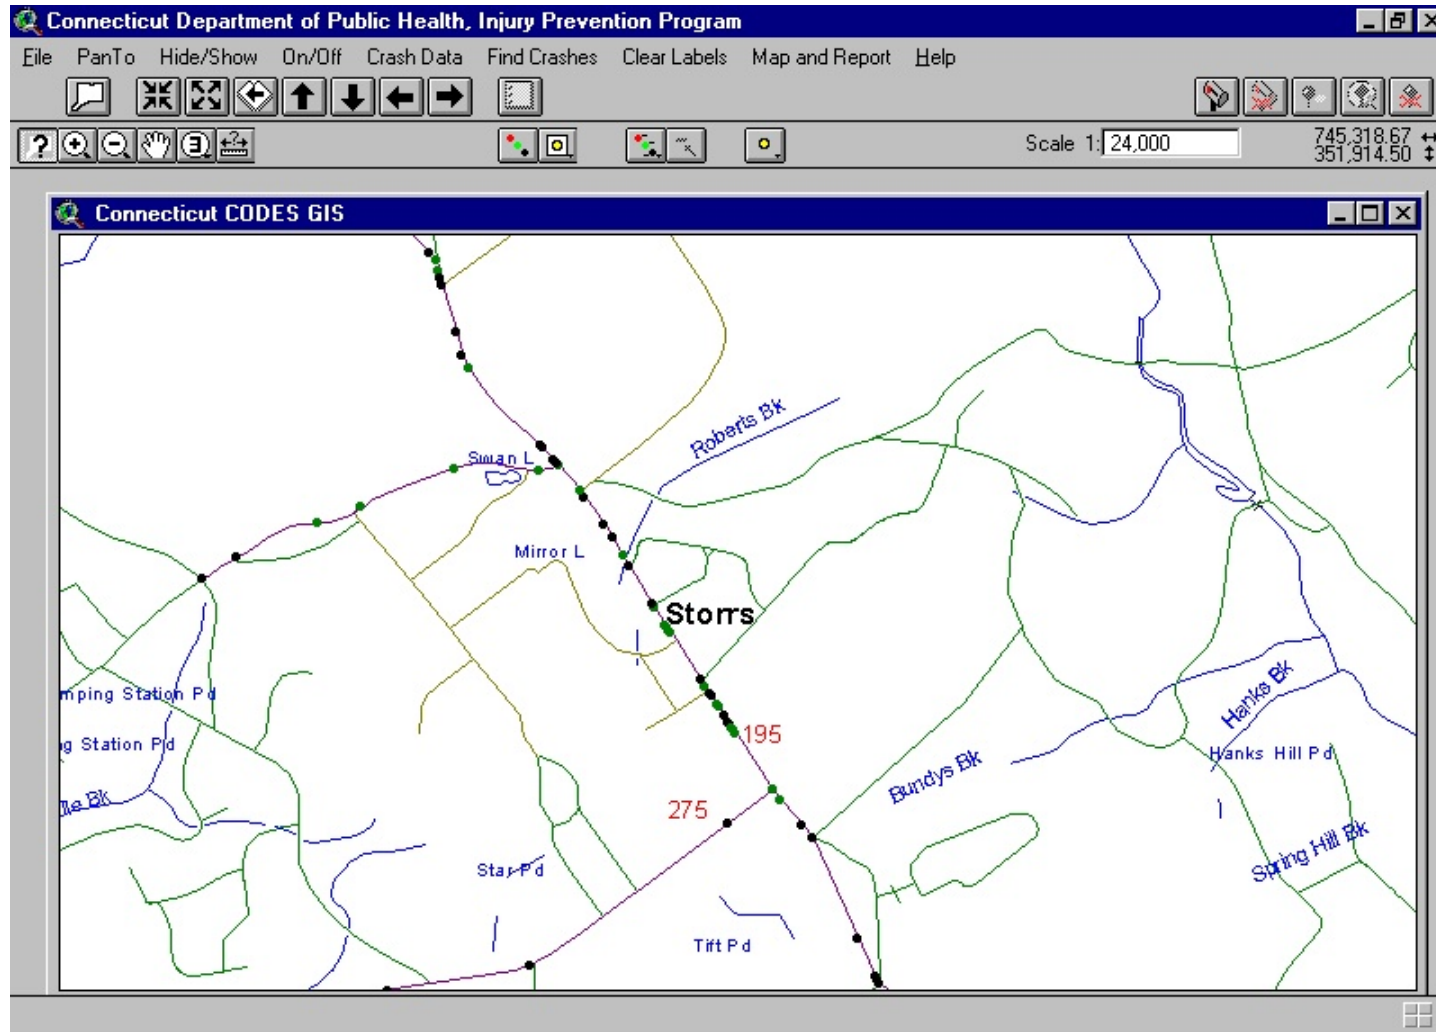 Connecticut Department of Public Health, Injury Prevention Program
File PanTo Hide/Show On/Off Crash Data Find Crashes Clear Labels Map and Report Help
Scale 1: 24,000
745,318.67
351,914.50
Connecticut CODES GIS
Roberts Bk
Swan L
Mirror L
Storrs
mping Station Pd
Hanks Bk
195
g Station Pd
Hanks Hill Pd
Bundys Bk
lle Bk
275
Spring Hill Bk
Star Pd
Tift Pd